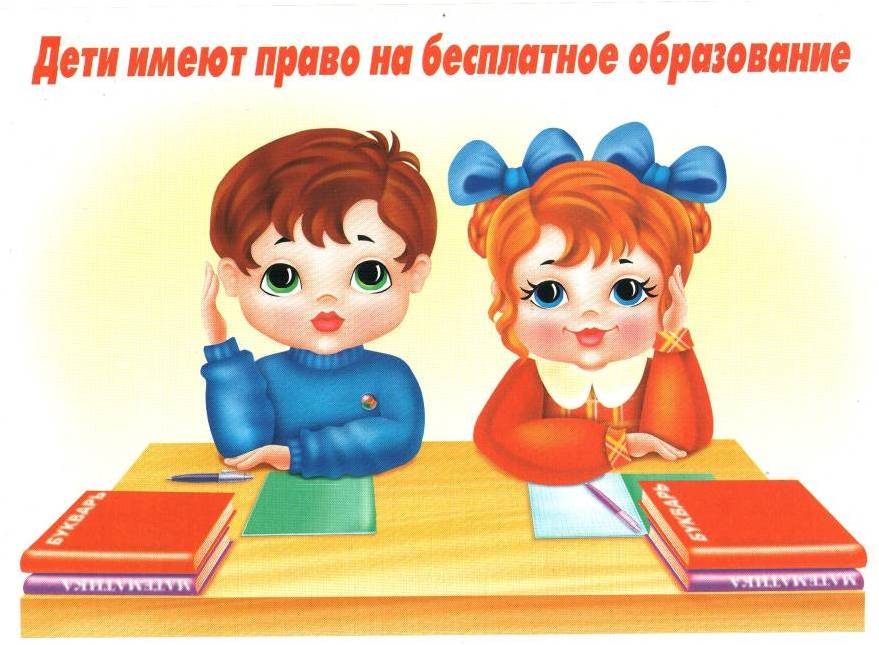 Дети имеют право на бесплатное образование
БУКВАРЬ
МАТЕМАТИКА
БУКВАРЬ
МАТЕМАТИКА